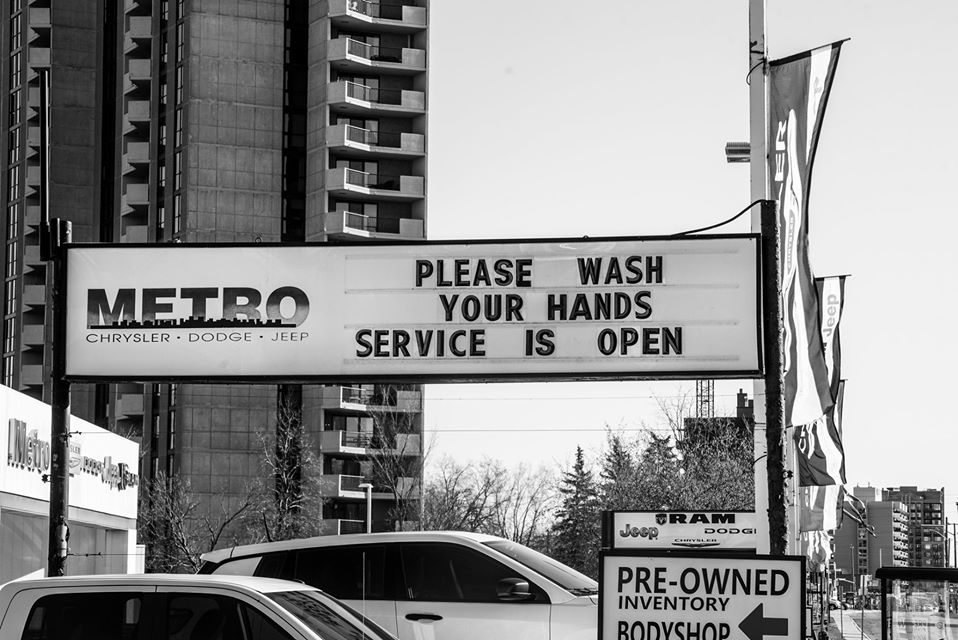 METRO
CHRYSLER • DODGE • JEEP
PLEASE WASH
YOUR HANDS
SERVICE IS OPEN
Metro
Jeep
RAM
DODGE
CHRYSLER
PRE-OWNED
INVENTORY
BODYSHOP
Jeep